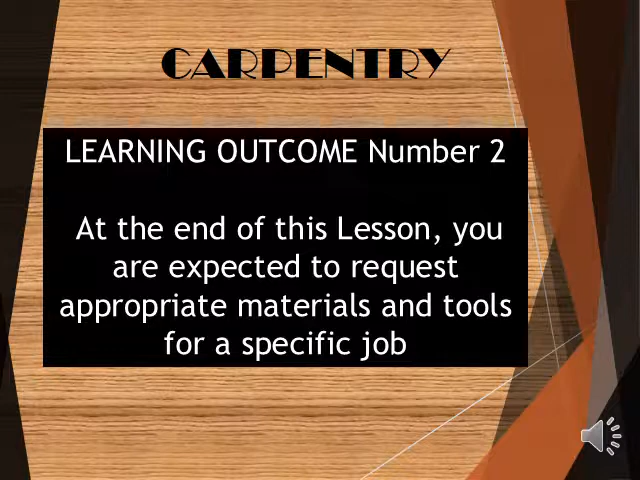 CARPENTRY
LEARNING OUTCOME Number 2
At the end of this Lesson, you
are expected to request
appropriate materials and tools
for a specific job